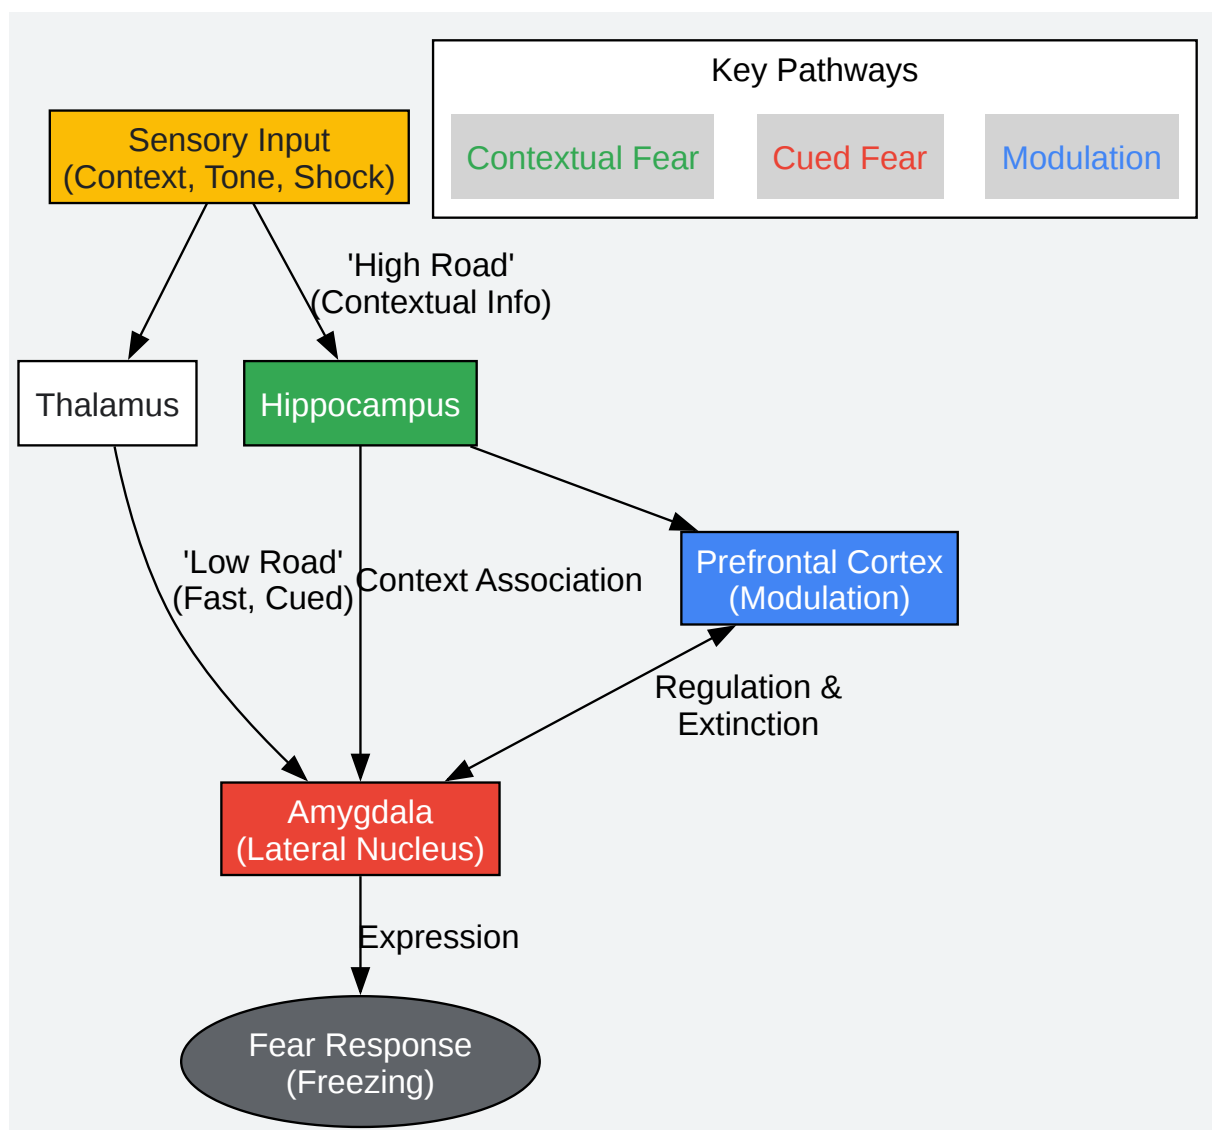 Key Pathways
Contextual Fear
Cued Fear
Modulation
Sensory Input
(Context, Tone, Shock)
'High Road'
(Contextual Info)
Thalamus
Hippocampus
'Low Road'
(Fast, Cued)
Context Association
Prefrontal Cortex
(Modulation)
Regulation &
Extinction
Amygdala
(Lateral Nucleus)
Expression
Fear Response
(Freezing)